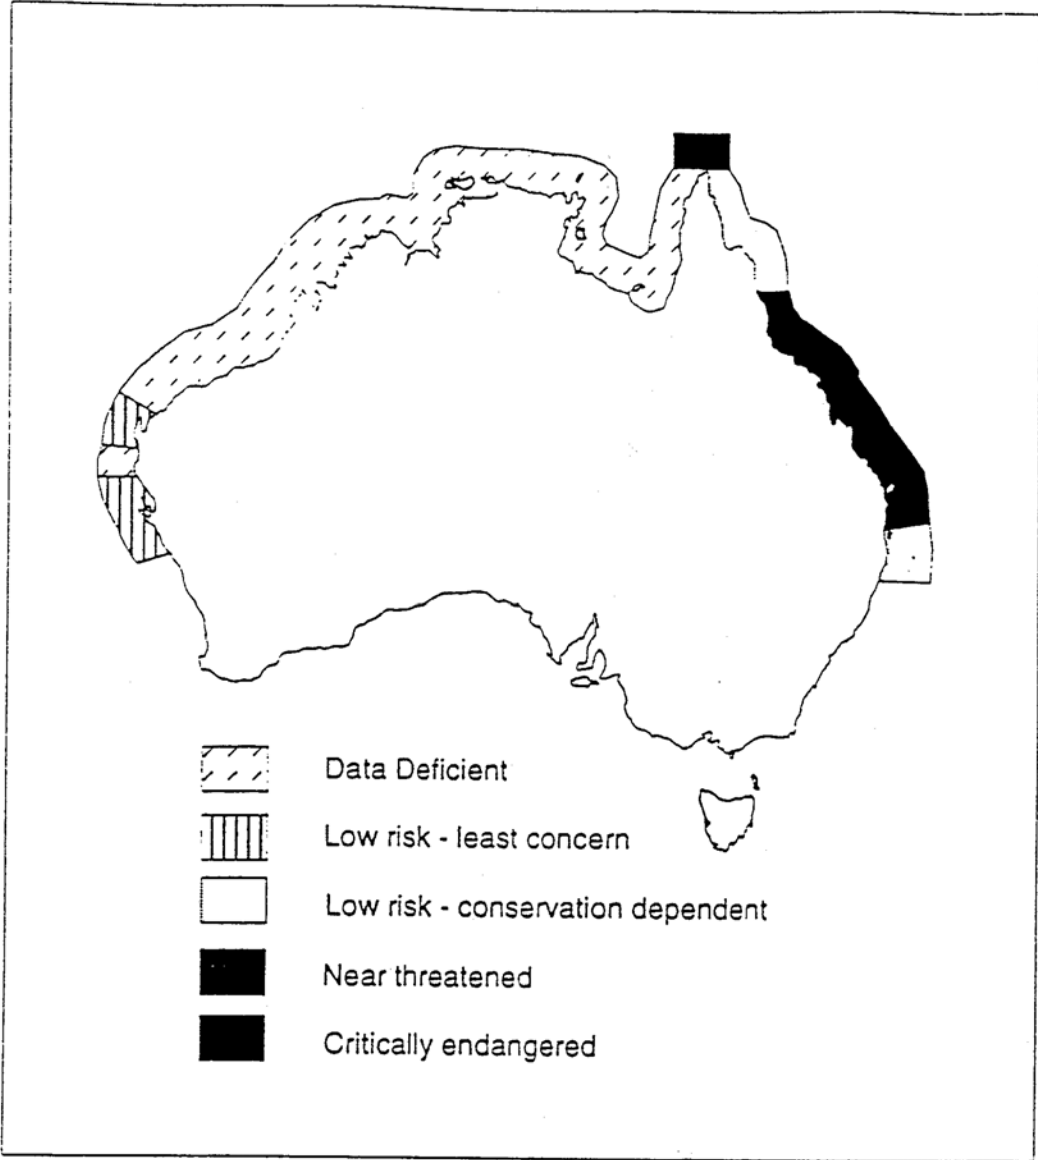 Data Deficient
Low risk - least concern
Low risk - conservation dependent
Near threatened
Critically endangered